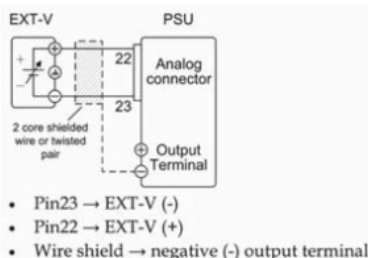 EXT-V
PSU
22
Analog
connector
23
2 core shielded
wire or twisted
pair
Output
Terminal
• Pin23 → EXT-V (-)
• Pin22 → EXT-V (+)
• Wire shield → negative (-) output terminal